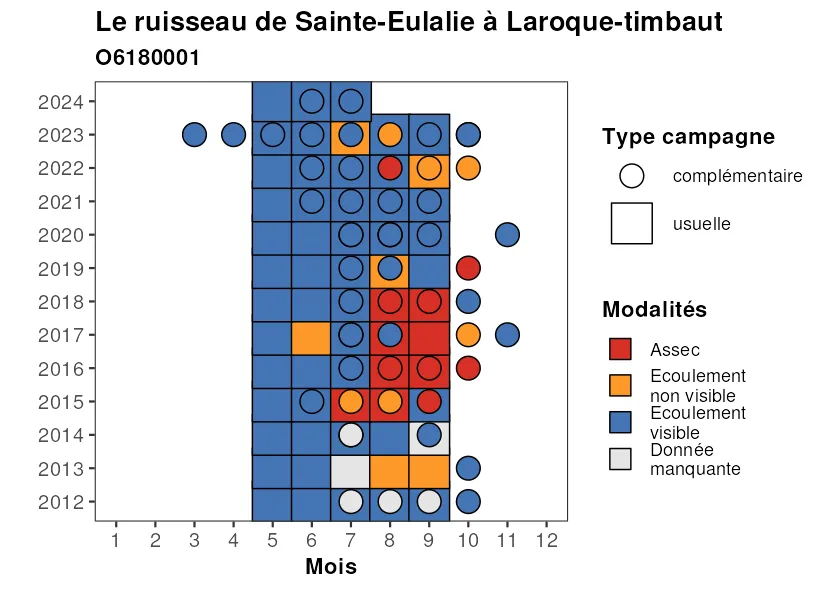 Le ruisseau de Sainte-Eulalie à Laroque-timbaut
O6180001
2024
2023
2022
2021
2020
2019
2018
2017
2016
2015
2014
2013
2012
1 2 3 4 5 6 7 8 9 10 11 12
Mois
Type campagne
complémentaire
usuelle
Modalités
Assec
Ecoulement
non visible
Ecoulement
visible
Donnée
manquante